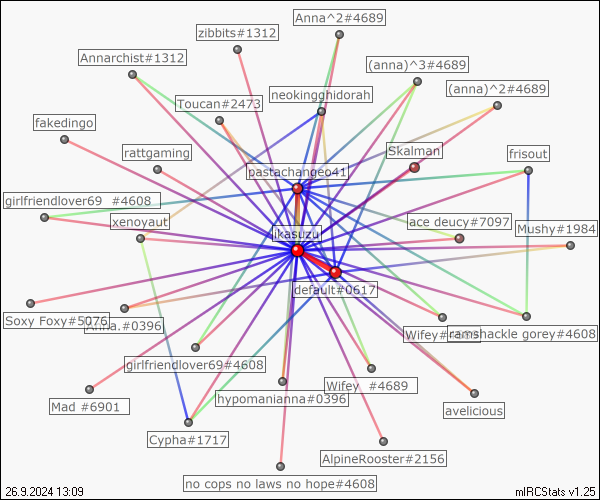 Anna^2#4689
zibbits#1312
Annarchist#1312
(anna)^3#4689
(anna)^2#4689
neokingghidorah
Toucan#2473
fakedingo
rattgaming
Skalman
frisout
pastachangeo41
girlfriendlover69 #4608
xenoyaut
ace deucy#7097
Mushy#1984
jikasuzu
default#0617
Soxy Foxy#5076
Anna.#0396
ramshackle gorey#4608
girlfriendlover69#4608
Wifey #4689
hypomanianna#0396
Mad #6901
avelicious
Cypha#1717
AlpineRooster#2156
no cops no laws no hope#4608
26.9.2024 13:09
mIRCStats v1.25